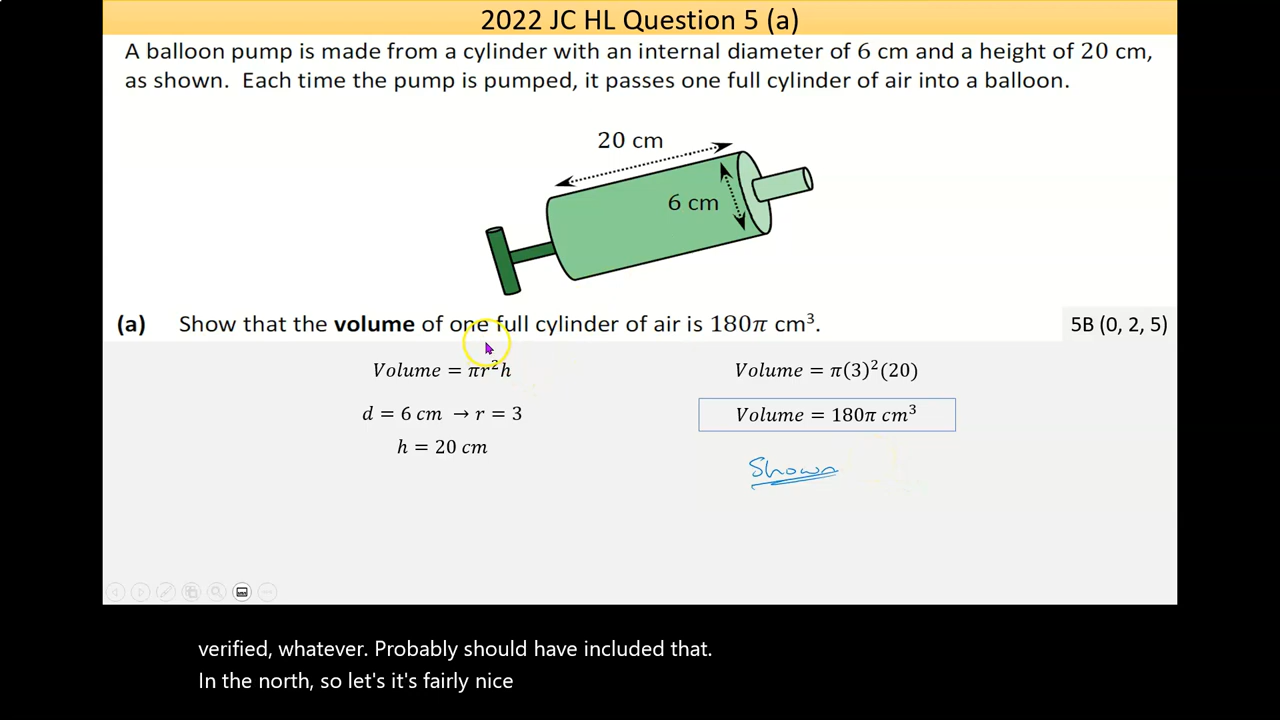 2022 JC HL Question 5 (a)
A balloon pump is made from a cylinder with an internal diameter of 6 cm and a height of 20 cm,
as shown. Each time the pump is pumped, it passes one full cylinder of air into a balloon.
20 cm
6 cm
(a) Show that the volume of one full cylinder of air is 180π cm³.
5B (0, 2, 5)
Volume = πr²h
d = 6 cm → r = 3
h = 20 cm
Volume = π(3)²(20)
Volume = 180π cm³
Shown
verified, whatever. Probably should have included that.
In the north, so let's it's fairly nice